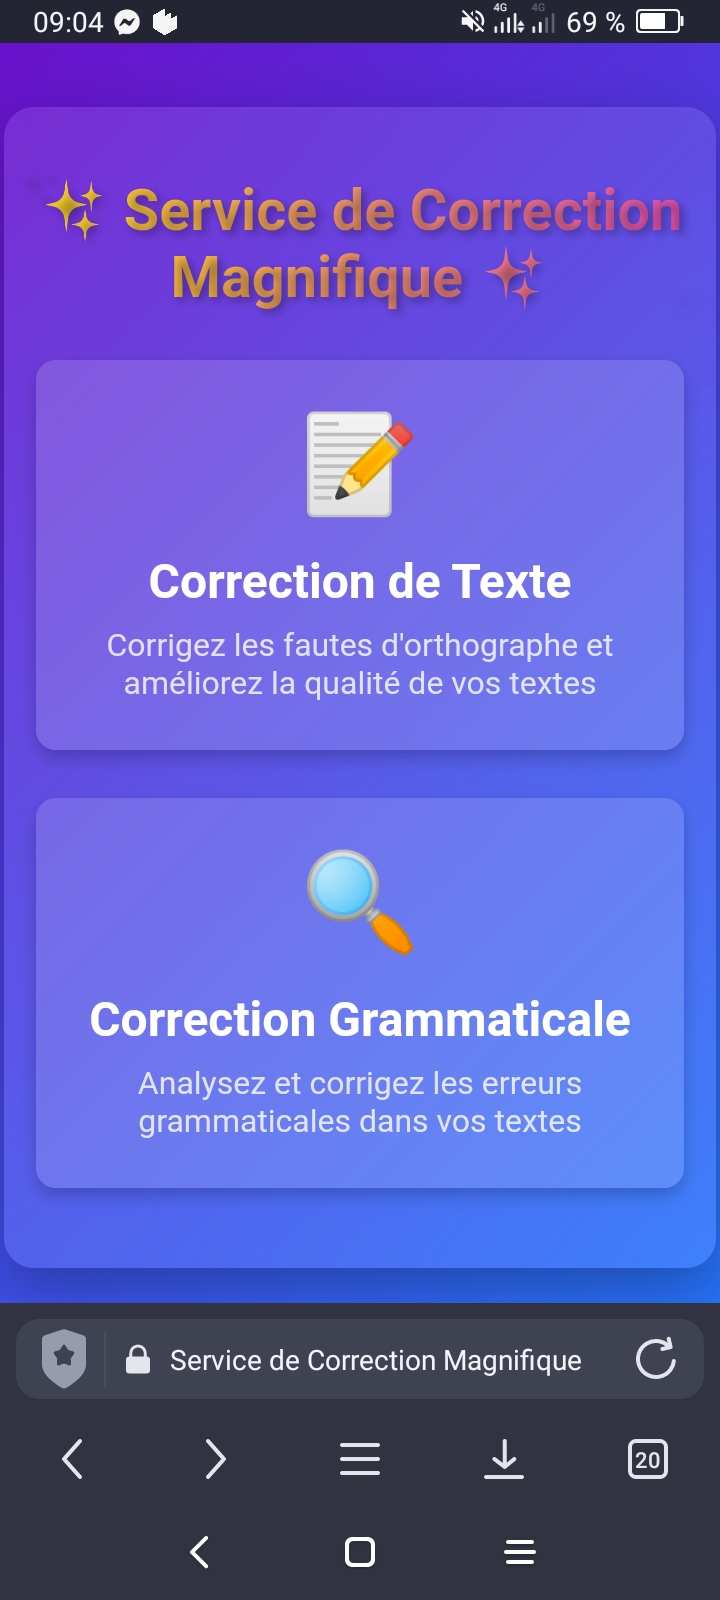 09:04
4G
4G
69 %
✨ Service de Correction
Magnifique ✨
Correction de Texte
Corrigez les fautes d'orthographe et
améliorez la qualité de vos textes
Correction Grammaticale
Analysez et corrigez les erreurs
grammaticales dans vos textes
Service de Correction Magnifique
20